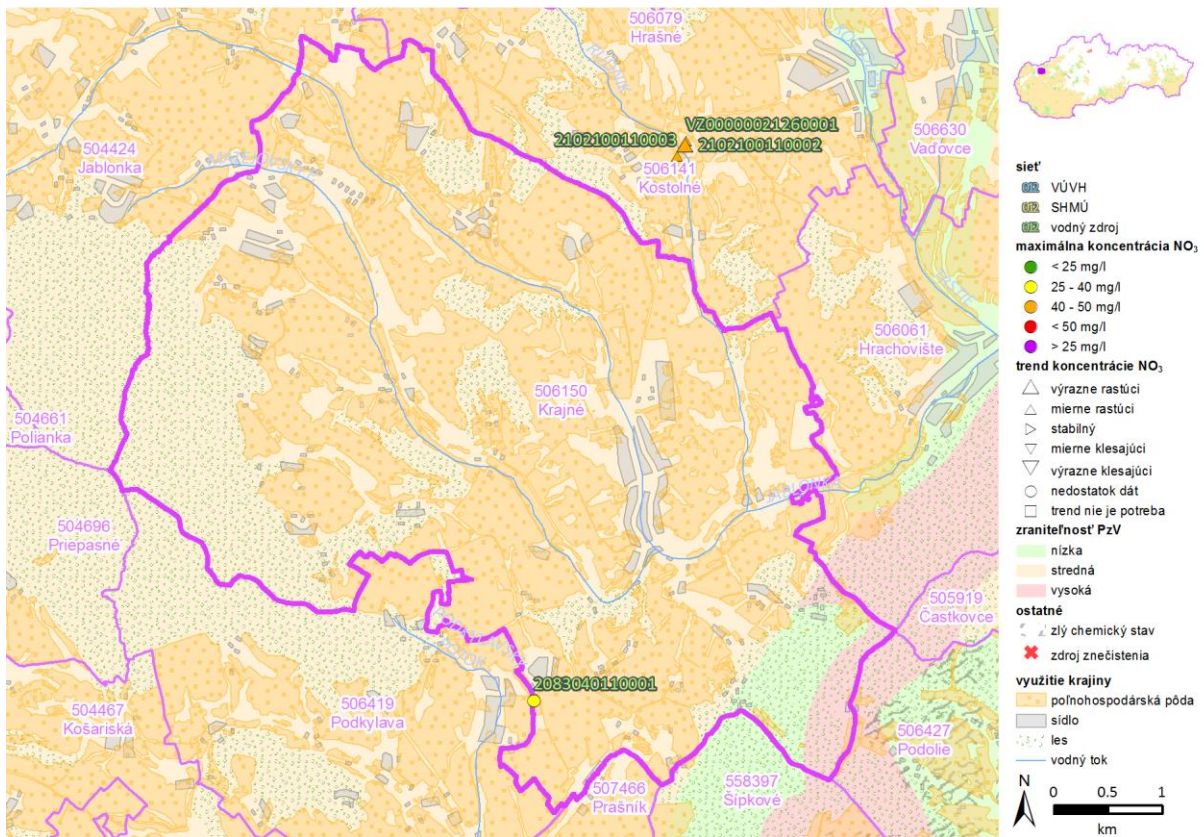 506079
Hrašné
VZ00000021260001
2102100110003
2102100110002
506141
Kostolné
506630
Vaďovce
504424
Jablonka
506061
Hrachovište
506150
Krajné
504661
Polianka
JABLONKA
504696
Priepasné
505919
Častkovce
2083040110001
506419
Podkylava
504467
Košariská
506427
Podolie
507466
Prašník
558397
Šípkové
sieť
VÚVH
SHMÚ
vodný zdroj
maximálna koncentrácia NO₃
< 25 mg/l
25 - 40 mg/l
40 - 50 mg/l
< 50 mg/l
> 25 mg/l
trend koncentrácie NO₃
výrazne rastúci
mierne rastúci
stabilný
mierne klesajúci
výrazne klesajúci
nedostatok dát
trend nie je potreba
zraniteľnosť PzV
nízka
stredná
vysoká
ostatné
zlý chemický stav
zdroj znečistenia
využitie krajiny
poľnohospodárská pôda
sídlo
les
vodný tok
N
0 0.5 1
km